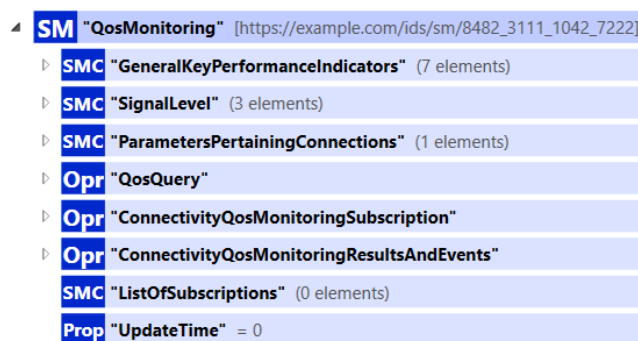 SM "QosMonitoring" [https://example.com/ids/sm/8482_3111_1042_7222]
SMC "GeneralKeyPerformanceIndicators" (7 elements)
SMC "SignalLevel" (3 elements)
SMC "ParametersPertainingConnections" (1 elements)
Opr "QosQuery"
Opr "ConnectivityQosMonitoringSubscription"
Opr "ConnectivityQosMonitoringResultsAndEvents"
SMC "ListOfSubscriptions" (0 elements)
Prop "UpdateTime" = 0